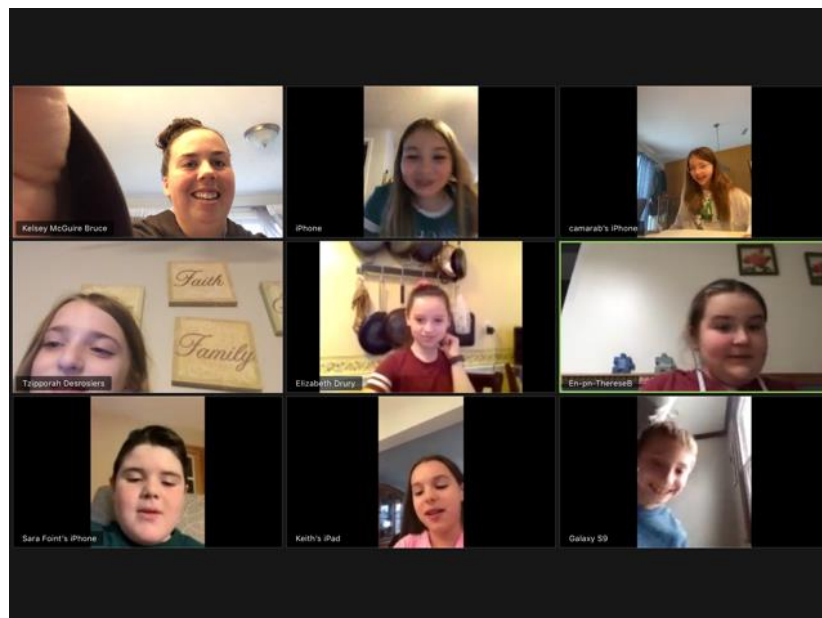 Kelsey McGuire Bruce
iPhone
camarab's iPhone
Faith
Family
Tzipporah Desrosiers
Elizabeth Drury
En-pn-ThereseB
Sara Foint's iPhone
Keith's iPad
Galaxy S9